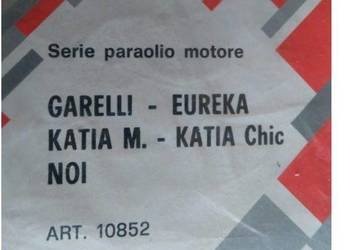 Serie paraolio motore
GARELLI - EUREKA
KATIA M. - KATIA Chic
NOI
ART. 10852